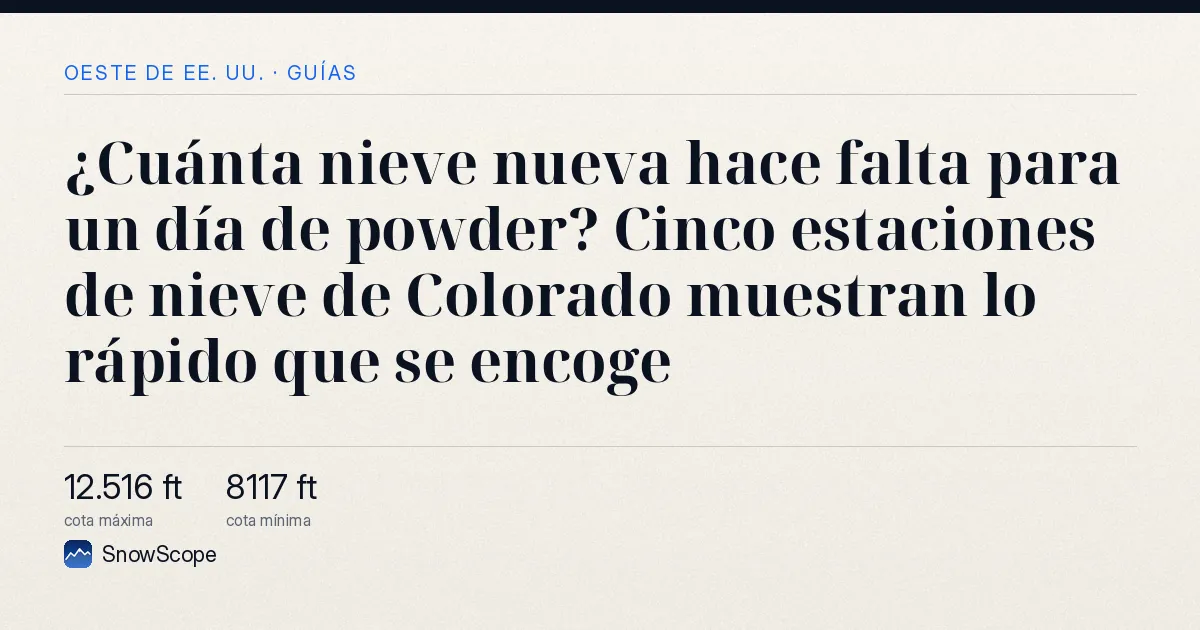 OESTE DE EE. UU. · GUÍAS
¿Cuánta nieve nueva hace falta para
un día de powder? Cinco estaciones
de nieve de Colorado muestran lo
rápido que se encoge
12.516 ft 8117 ft
cota máxima cota mínima
SnowScope